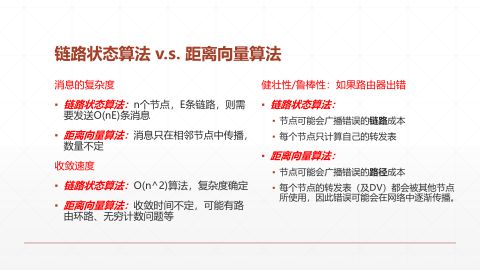 链路状态算法 v.s. 距离向量算法
消息的复杂度
▪ 链路状态算法：n个节点，E条链路，则需
要发送O(nE)条消息
▪ 距离向量算法：消息只在相邻节点中传播，
数量不定
收敛速度
▪ 链路状态算法：O(n^2)算法，复杂度确定
▪ 距离向量算法：收敛时间不定，可能有路
由环路、无穷计数问题等
健壮性/鲁棒性：如果路由器出错
▪ 链路状态算法：
▪ 节点可能会广播错误的链路成本
▪ 每个节点只计算自己的转发表
▪ 距离向量算法：
▪ 节点可能会广播错误的路径成本
▪ 每个节点的转发表（及DV）都会被其他节点
所使用，因此错误可能会在网络中逐渐传播。